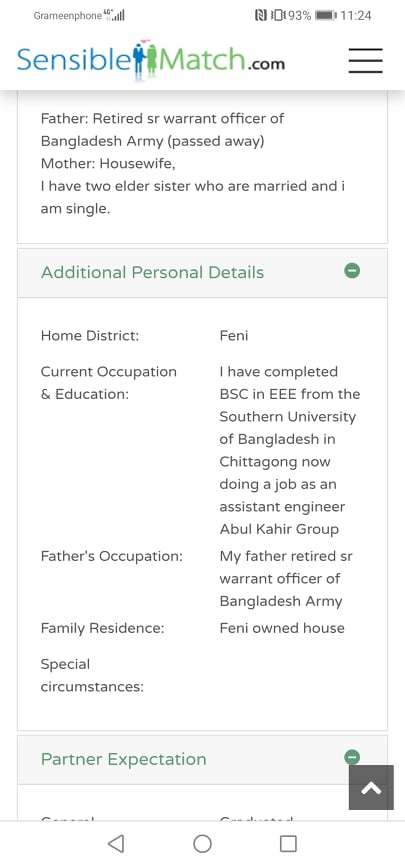 Grameenphone 4G 93% 11:24
SensibleMatch.com
Father: Retired sr warrant officer of
Bangladesh Army (passed away)
Mother: Housewife,
I have two elder sister who are married and i
am single.
Additional Personal Details
Home District: Feni
Current Occupation
& Education:
I have completed
BSC in EEE from the
Southern University
of Bangladesh in
Chittagong now
doing a job as an
assistant engineer
Abul Kahir Group
Father's Occupation:
My father retired sr
warrant officer of
Bangladesh Army
Family Residence: Feni owned house
Special
circumstances:
Partner Expectation